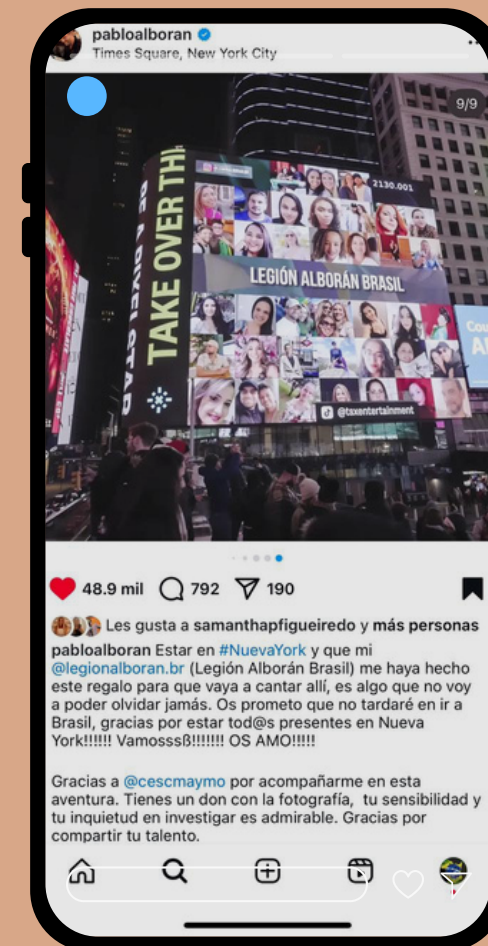 pabloalboran
Times Square, New York City
9/9
2130.001
TAKE OVER TH
BE A PIXEL STAR
LEGIÓN ALBORÁN BRASIL
@taxentertainment
Cou
48.9 mil 792 190
Les gusta a samanthapfigueiredo y más personas
pabloalboran Estar en #NuevaYork y que mi
@legionalboran.br (Legión Alborán Brasil) me haya hecho
este regalo para que vaya a cantar allí, es algo que no voy
a poder olvidar jamás. Os prometo que no tardaré en ir a
Brasil, gracias por estar tod@s presentes en Nueva
York!!!!!! Vamosssß!!!!!!! OS AMO!!!!!
Gracias a @cescmaymo por acompañarme en esta
aventura. Tienes un don con la fotografía, tu sensibilidad y
tu inquietud en investigar es admirable. Gracias por
compartir tu talento.